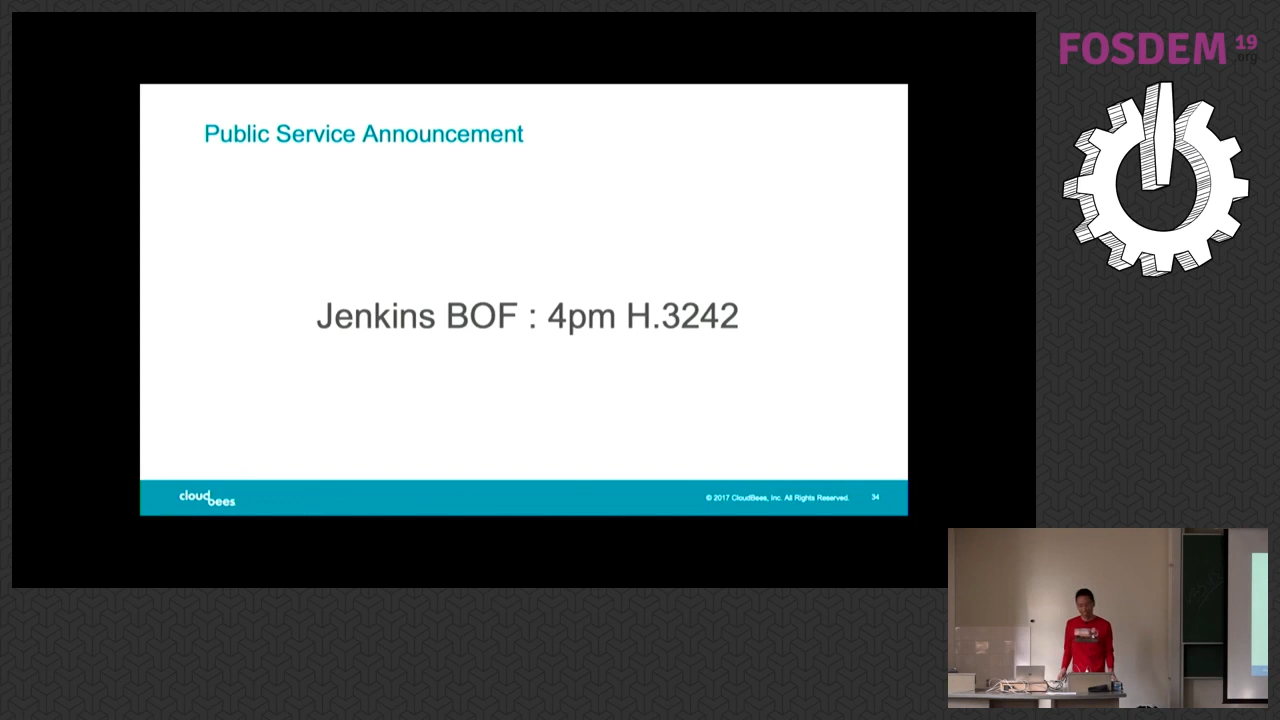 FOSDEM 19
.org
Public Service Announcement
Jenkins BOF : 4pm H.3242
cloudbees
© 2017 CloudBees, Inc. All Rights Reserved.
34